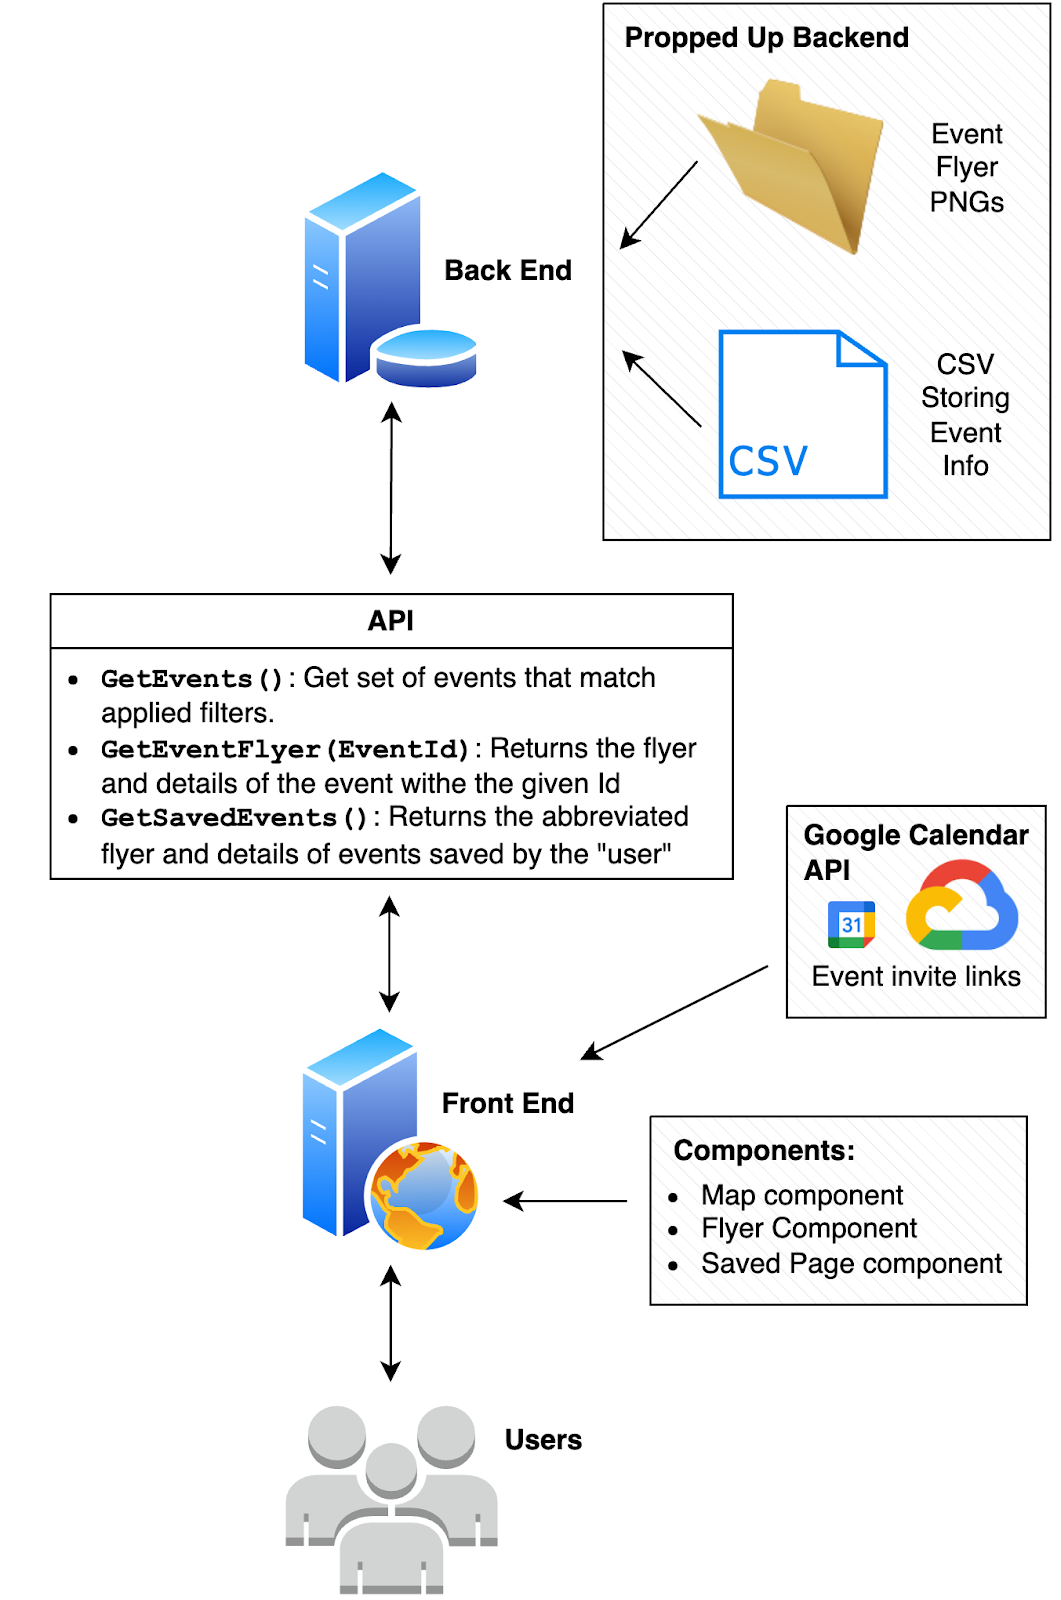 Propped Up Backend
Event
Flyer
PNGs
Back End
CSV
CSV
Storing
Event
Info
API
• GetEvents(): Get set of events that match
applied filters.
• GetEventFlyer(EventId): Returns the flyer
and details of the event withe the given Id
• GetSavedEvents(): Returns the abbreviated
flyer and details of events saved by the "user"
Google Calendar
API
31
Event invite links
Front End
Components:
• Map component
• Flyer Component
• Saved Page component
Users